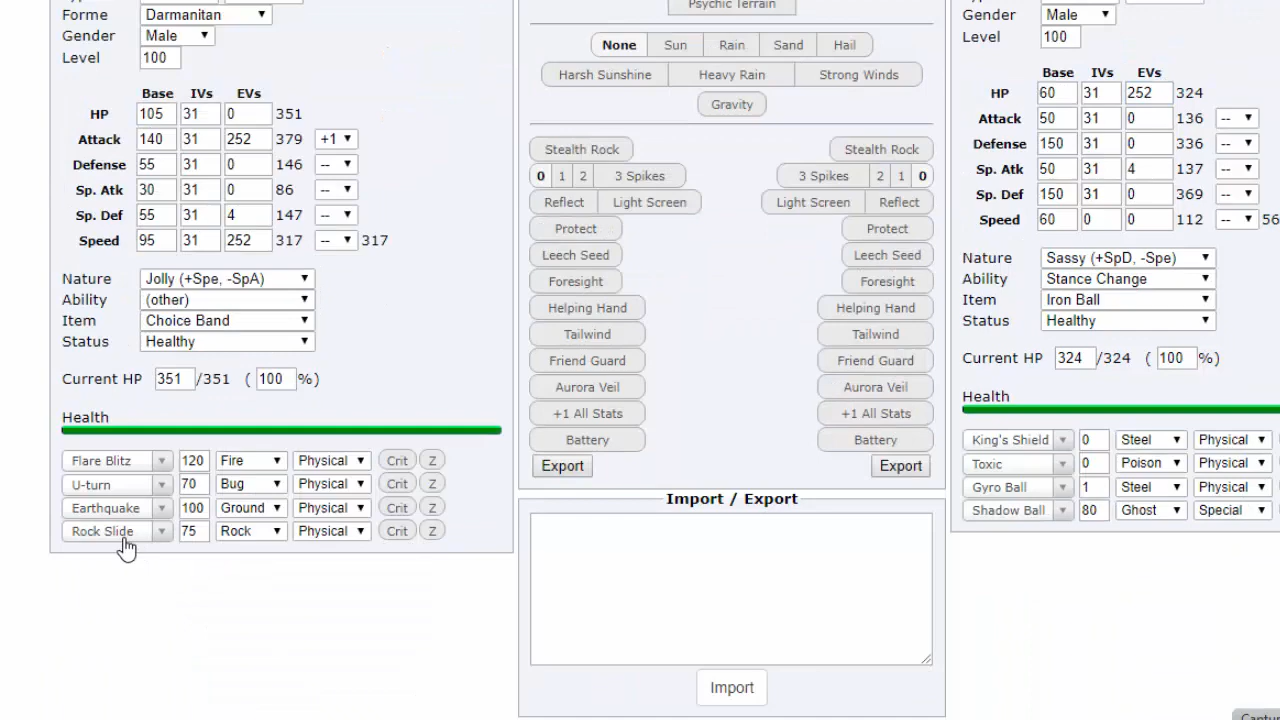 Forme Darmanitan
Gender Male
Level 100
Base IVs EVs
HP 105 31 0 351
Attack 140 31 252 379 +1
Defense 55 31 0 146 --
Sp. Atk 30 31 0 86 --
Sp. Def 55 31 4 147 --
Speed 95 31 252 317 -- 317
Nature Jolly (+Spe, -SpA)
Ability (other)
Item Choice Band
Status Healthy
Current HP 351 /351 ( 100 %)
Health
Flare Blitz 120 Fire Physical Crit Z
U-turn 70 Bug Physical Crit Z
Earthquake 100 Ground Physical Crit Z
Rock Slide 75 Rock Physical Crit Z
Psychic Terrain
None Sun Rain Sand Hail
Harsh Sunshine Heavy Rain Strong Winds
Gravity
Stealth Rock Stealth Rock
0 1 2 3 Spikes 3 Spikes 2 1 0
Reflect Light Screen Light Screen Reflect
Protect Protect
Leech Seed Leech Seed
Foresight Foresight
Helping Hand Helping Hand
Tailwind Tailwind
Friend Guard Friend Guard
Aurora Veil Aurora Veil
+1 All Stats +1 All Stats
Battery Battery
Export Export
Import / Export
Import
Gender Male
Level 100
Base IVs EVs
HP 60 31 252 324
Attack 50 31 0 136 --
Defense 150 31 0 336 --
Sp. Atk 50 31 4 137 --
Sp. Def 150 31 0 369 --
Speed 60 0 0 112 -- 56
Nature Sassy (+SpD, -Spe)
Ability Stance Change
Item Iron Ball
Status Healthy
Current HP 324 /324 ( 100 %)
Health
King's Shield 0 Steel Physical
Toxic 0 Poison Physical
Gyro Ball 1 Steel Physical
Shadow Ball 80 Ghost Special